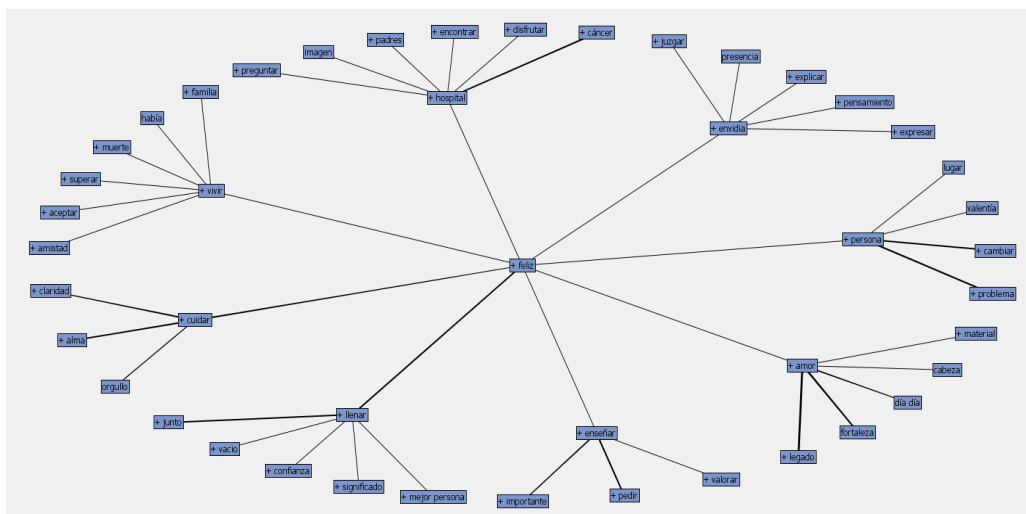 + cáncer
+ disfrutar
+ encontrar
+ padres
imagen
+ preguntar
+ hospital
+ juzgar
presencia
+ explicar
+ pensamiento
+ expresar
+ envidia
+ familia
había
+ muerte
+ superar
+ aceptar
+ amistad
+ vivir
lugar
valentía
+ cambiar
+ problema
+ persona
+ feliz
+ claridad
+ alma
orgullo
+ cuidar
+ material
cabeza
día día
fortaleza
+ legado
+ amor
+ llenar
+ junto
+ vacio
+ confianza
+ significado
+ mejor persona
+ enseñar
+ importante
+ pedir
+ valorar